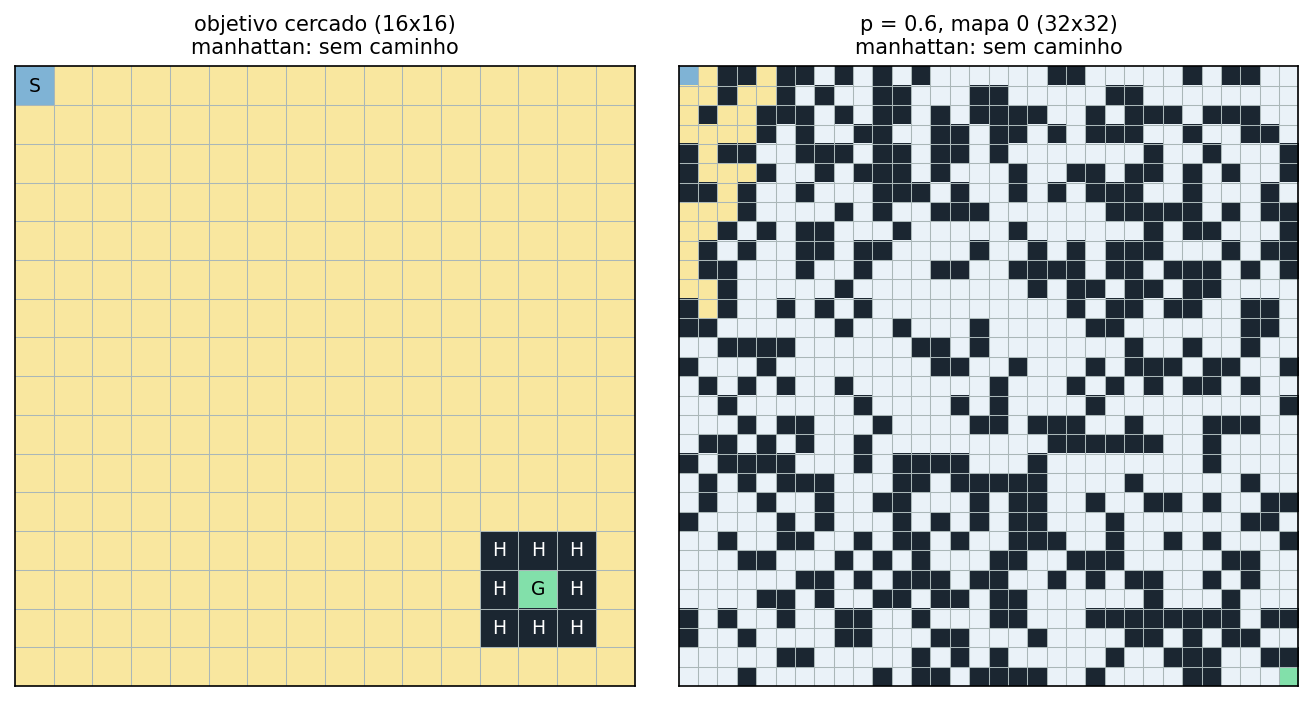 objetivo cercado (16x16)
manhattan: sem caminho
S
H H H
H G H
H H H
p = 0.6, mapa 0 (32x32)
manhattan: sem caminho